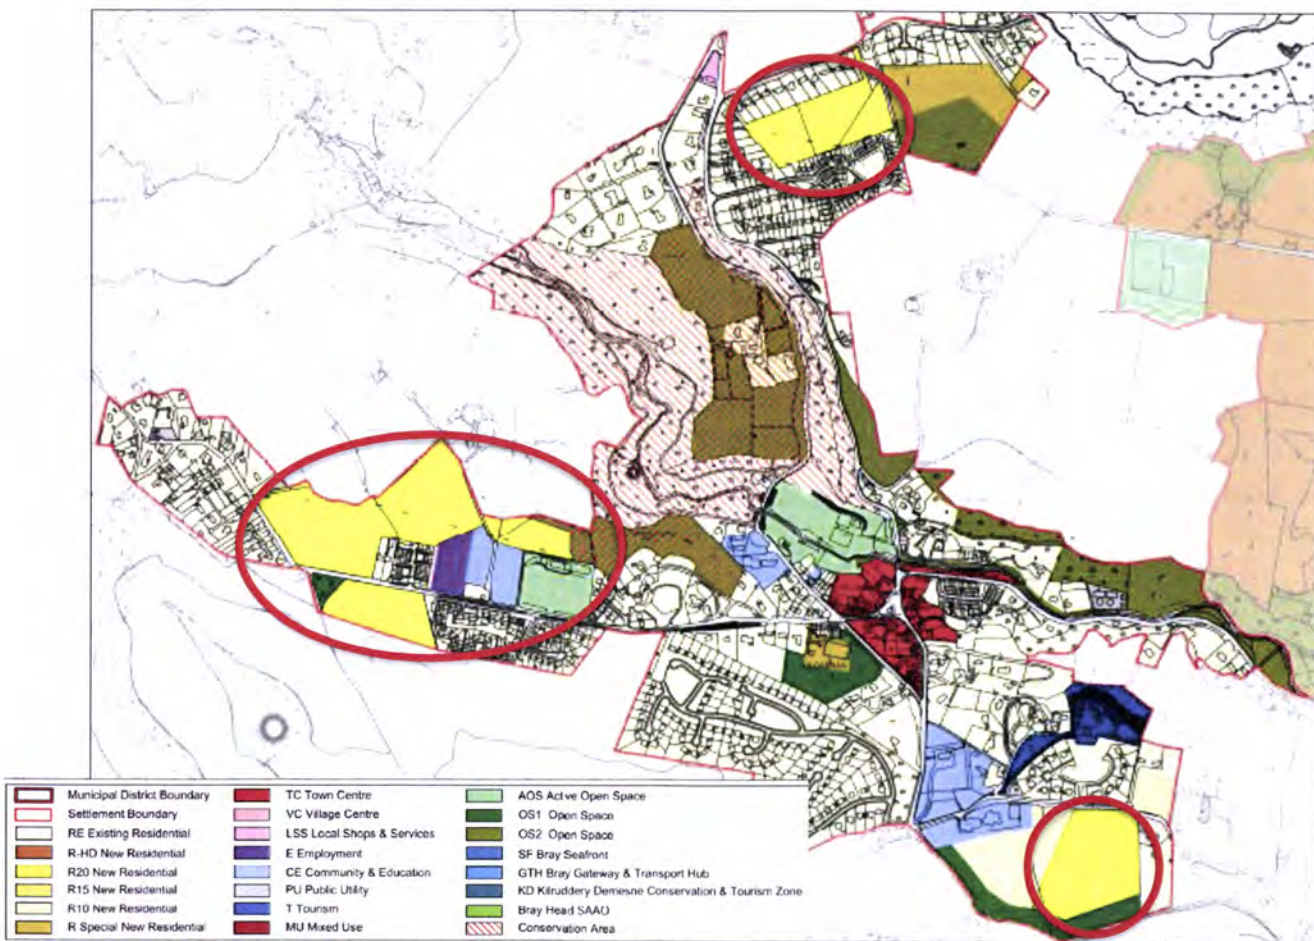 Municipal District Boundary
Settlement Boundary
RE Existing Residential
R-HD New Residential
R20 New Residential
R15 New Residential
R10 New Residential
R Special New Residential
TC Town Centre
VC Village Centre
LSS Local Shops & Services
E Employment
CE Community & Education
PU Public Utility
T Tourism
MU Mixed Use
AOS Active Open Space
OS1 Open Space
OS2 Open Space
SF Bray Seafront
GTH Bray Gateway & Transport Hub
KD Kilruddery Demesne Conservation & Tourism Zone
Bray Head SAAO
Conservation Area